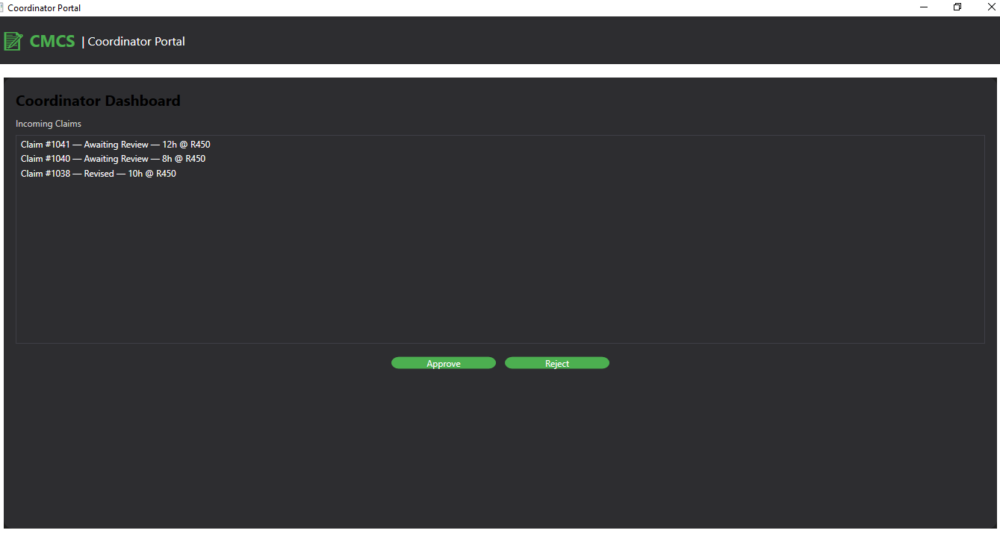 Coordinator Portal
CMCS | Coordinator Portal
Coordinator Dashboard
Incoming Claims
Claim #1041 — Awaiting Review — 12h @ R450
Claim #1040 — Awaiting Review — 8h @ R450
Claim #1038 — Revised — 10h @ R450
Approve Reject